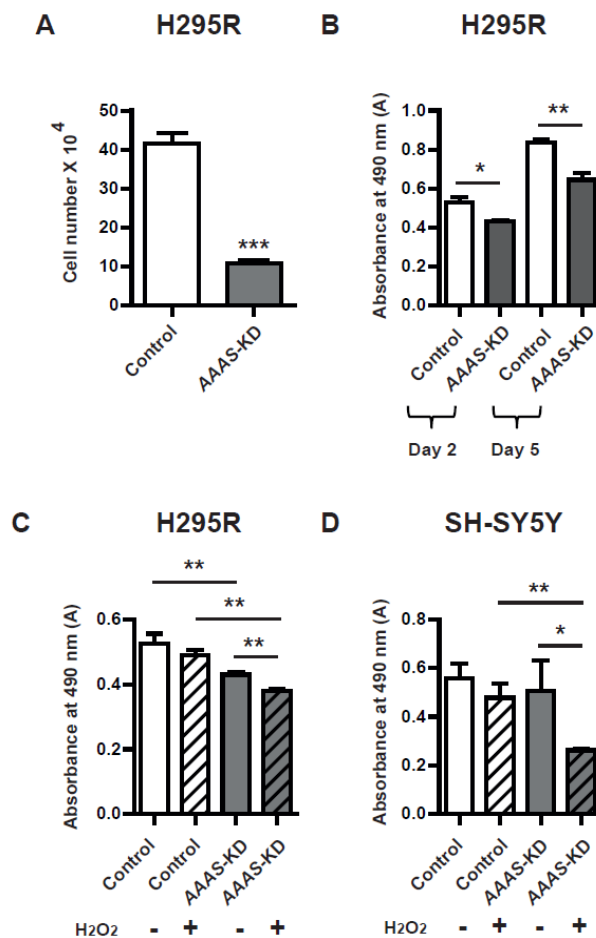 A
H295R
Cell number X 10 4
50
40
30
20
10
0
***
Control
AAAS-KD
B
H295R
Absorbance at 490 nm (A)
1.0
0.8
0.6
0.4
0.2
0.0
*
**
Control
AAAS-KD
Control
AAAS-KD
Day 2
Day 5
C
H295R
Absorbance at 490 nm (A)
0.6
0.4
0.2
0.0
**
**
**
Control
Control
AAAS-KD
AAAS-KD
H2O2 - + - +
D
SH-SY5Y
Absorbance at 490 nm (A)
0.8
0.6
0.4
0.2
0.0
**
*
Control
Control
AAAS-KD
AAAS-KD
H2O2 - + - +